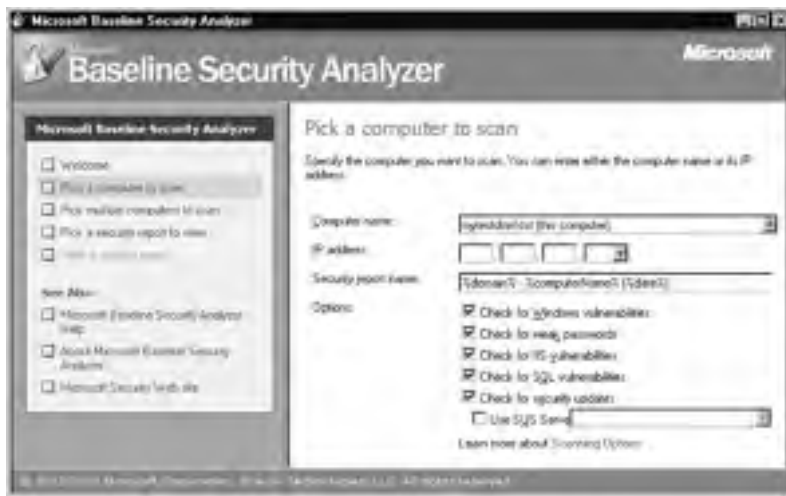 Microsoft Baseline Security Analyzer
Microsoft
Baseline Security Analyzer
Microsoft Baseline Security Analyzer
Welcome
Pick a computer to scan
Pick multiple computers to scan
Pick a security report to view
See Also
Microsoft Baseline Security Analyzer
Help
About Microsoft Baseline Security
Analyzer
Microsoft Security Web site
Pick a computer to scan
Specify the computer you want to scan. You can enter either the computer name or its IP
address.
Computer name:
(this computer)
IP address:
Security report name:
%domain% - %computerName% (%date%)
Options:
Check for Windows vulnerabilities
Check for weak passwords
Check for IIS vulnerabilities
Check for SQL vulnerabilities
Check for security updates
Use SUS Server
Learn more about Scanning Options
Microsoft Corporation, All rights reserved.